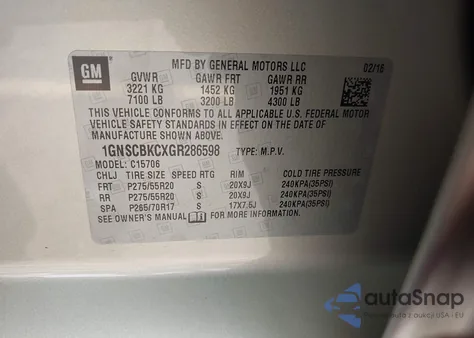 GM
MFD BY GENERAL MOTORS LLC 02/16
GVWR GAWR FRT GAWR RR
3221 KG 1452 KG 1951 KG
7100 LB 3200 LB 4300 LB
THIS VEHICLE CONFORMS TO ALL APPLICABLE U.S. FEDERAL MOTOR
VEHICLE SAFETY STANDARDS IN EFFECT ON THE DATE OF
MANUFACTURE SHOWN ABOVE.
1GNSCBKCXGR286598 TYPE: M.P.V.
MODEL: C15706
CHLJ TIRE SIZE SPEED RTG RIM COLD TIRE PRESSURE
FRT P275/55R20 S 20X9J 240KPA(35PSI)
RR P275/55R20 S 20X9J 240KPA(35PSI)
SPA P265/70R17 S 17X7.5J 240KPA(35PSI)
SEE OWNER'S MANUAL FOR MORE INFORMATION.
autoSnap
Pośrednik z aukcji USA - EU